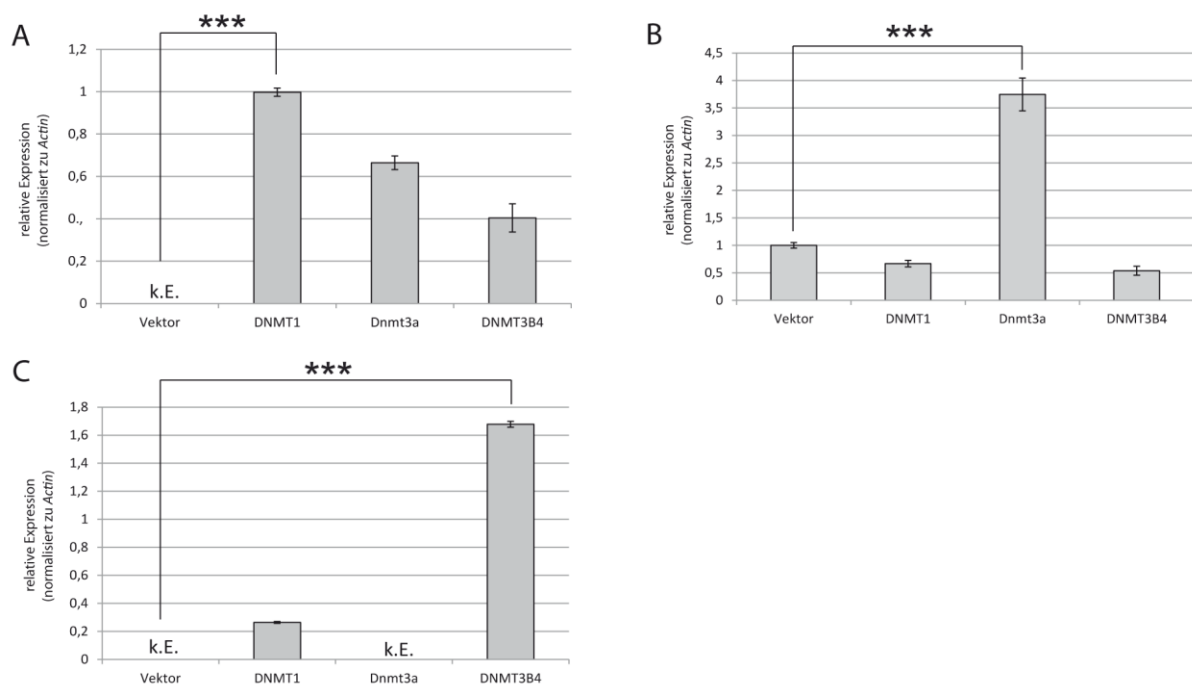 A
***
relative Expression
(normalisiert zu Actin)
1,2
1
0,8
0,6
0,,
0,2
0
k.E.
Vektor
DNMT1
Dnmt3a
DNMT3B4
B
***
relative Expression
(normalisiert zu Actin)
4,5
4
3,5
3
2,5
2
1,5
1
0,5
0
Vektor
DNMT1
Dnmt3a
DNMT3B4
C
***
relative Expression
(normalisiert zu Actin)
1,8
1,6
1,4
1,2
1
0,8
0,6
0,4
0,2
0
k.E.
k.E.
Vektor
DNMT1
Dnmt3a
DNMT3B4